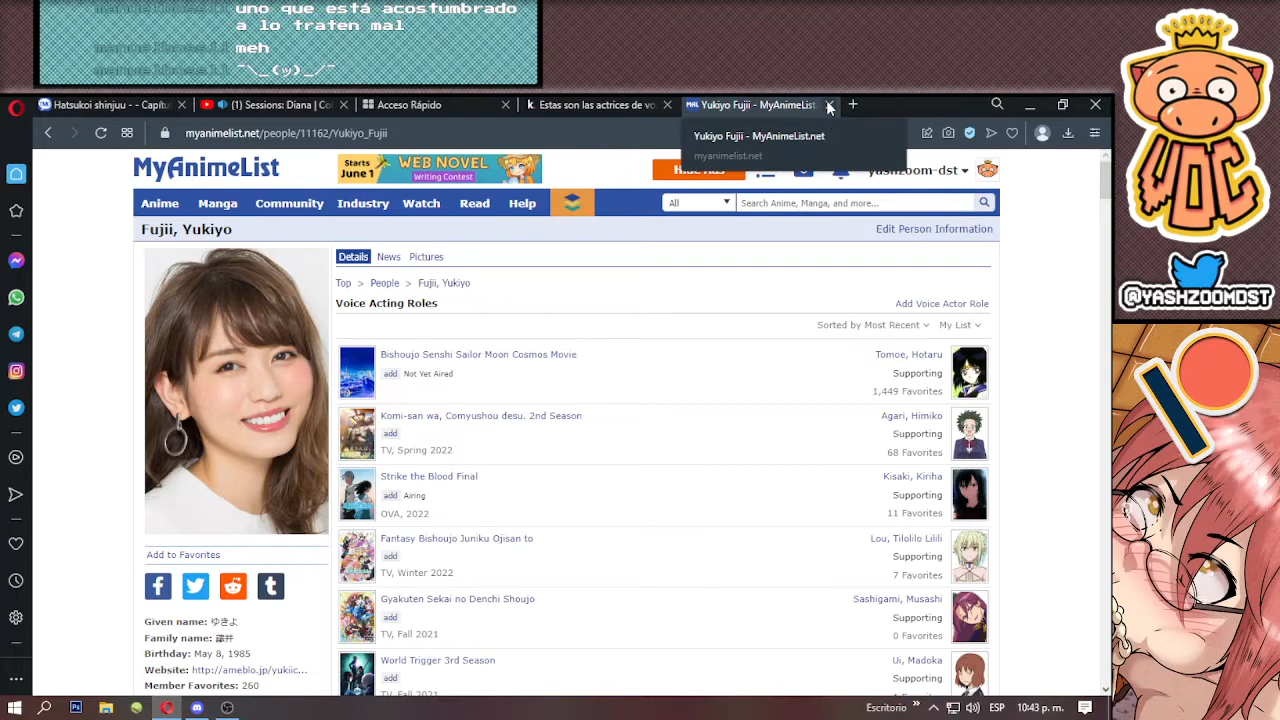 uno que está acostumbrado
a lo traten mal
meh
¯\_(ツ)_/¯
Hatsukoi shinjuu - - Capítu
(1) Sessions: Diana | Co
Acceso Rápido
k. Estas son las actrices de vo
MAL Yukiyo Fujii - MyAnimeList.
myanimelist.net/people/11162/Yukiyo_Fujii
Yukiyo Fujii - MyAnimeList.net
myanimelist.net
MyAnimeList
Starts June 1
WEB NOVEL
Writing Contest
Hide Ads
yashzoom-dst
Anime Manga Community Industry Watch Read Help
All
Search Anime, Manga, and more...
Fujii, Yukiyo
Edit Person Information
Details News Pictures
Top > People > Fujii, Yukiyo
Voice Acting Roles
Add Voice Actor Role
Sorted by Most Recent My List
Bishoujo Senshi Sailor Moon Cosmos Movie
Tomoe, Hotaru
add Not Yet Aired
Supporting
1,449 Favorites
Komi-san wa, Comyushou desu. 2nd Season
Agari, Himiko
add
Supporting
TV, Spring 2022
68 Favorites
Strike the Blood Final
Kisaki, Kiriha
add Airing
Supporting
OVA, 2022
11 Favorites
Fantasy Bishoujo Juniku Ojisan to
Lou, Tilolilo Lilili
add
Supporting
TV, Winter 2022
7 Favorites
Gyakuten Sekai no Denchi Shoujo
Sashigami, Musashi
add
Supporting
TV, Fall 2021
0 Favorites
World Trigger 3rd Season
Ui, Madoka
add
Supporting
TV, Fall 2021
Add to Favorites
Given name: ゆきよ
Family name: 藤井
Birthday: May 8, 1985
Website: http://ameblo.jp/yukiic...
Member Favorites: 260
Escritorio
ESP
10:43 p. m.
WOC
@YASHZOOMDST